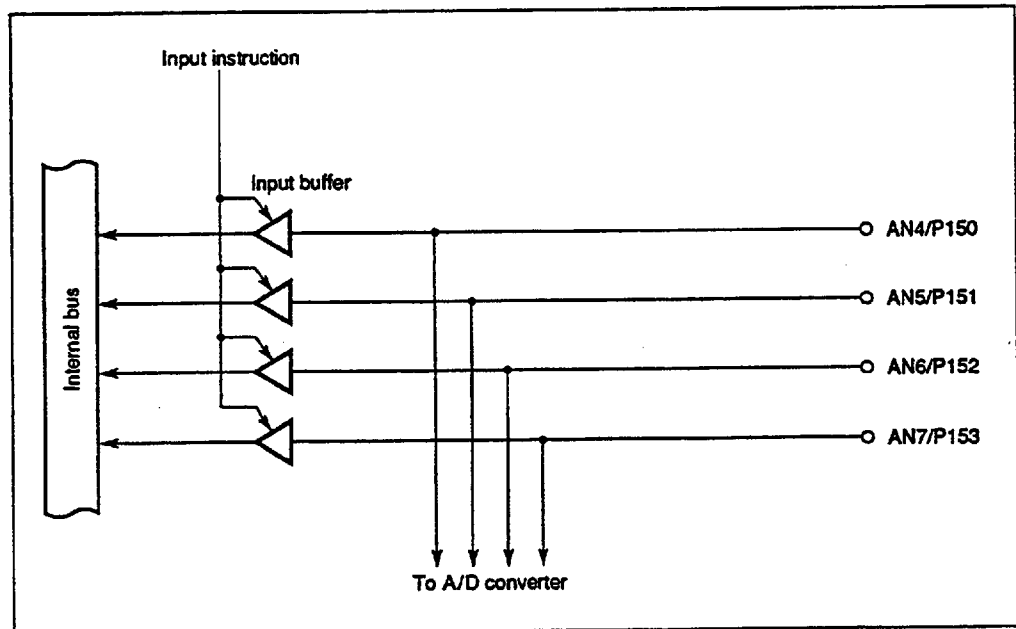 Input instruction
Input buffer
AN4/P150
AN5/P151
AN6/P152
AN7/P153
Internal bus
To A/D converter